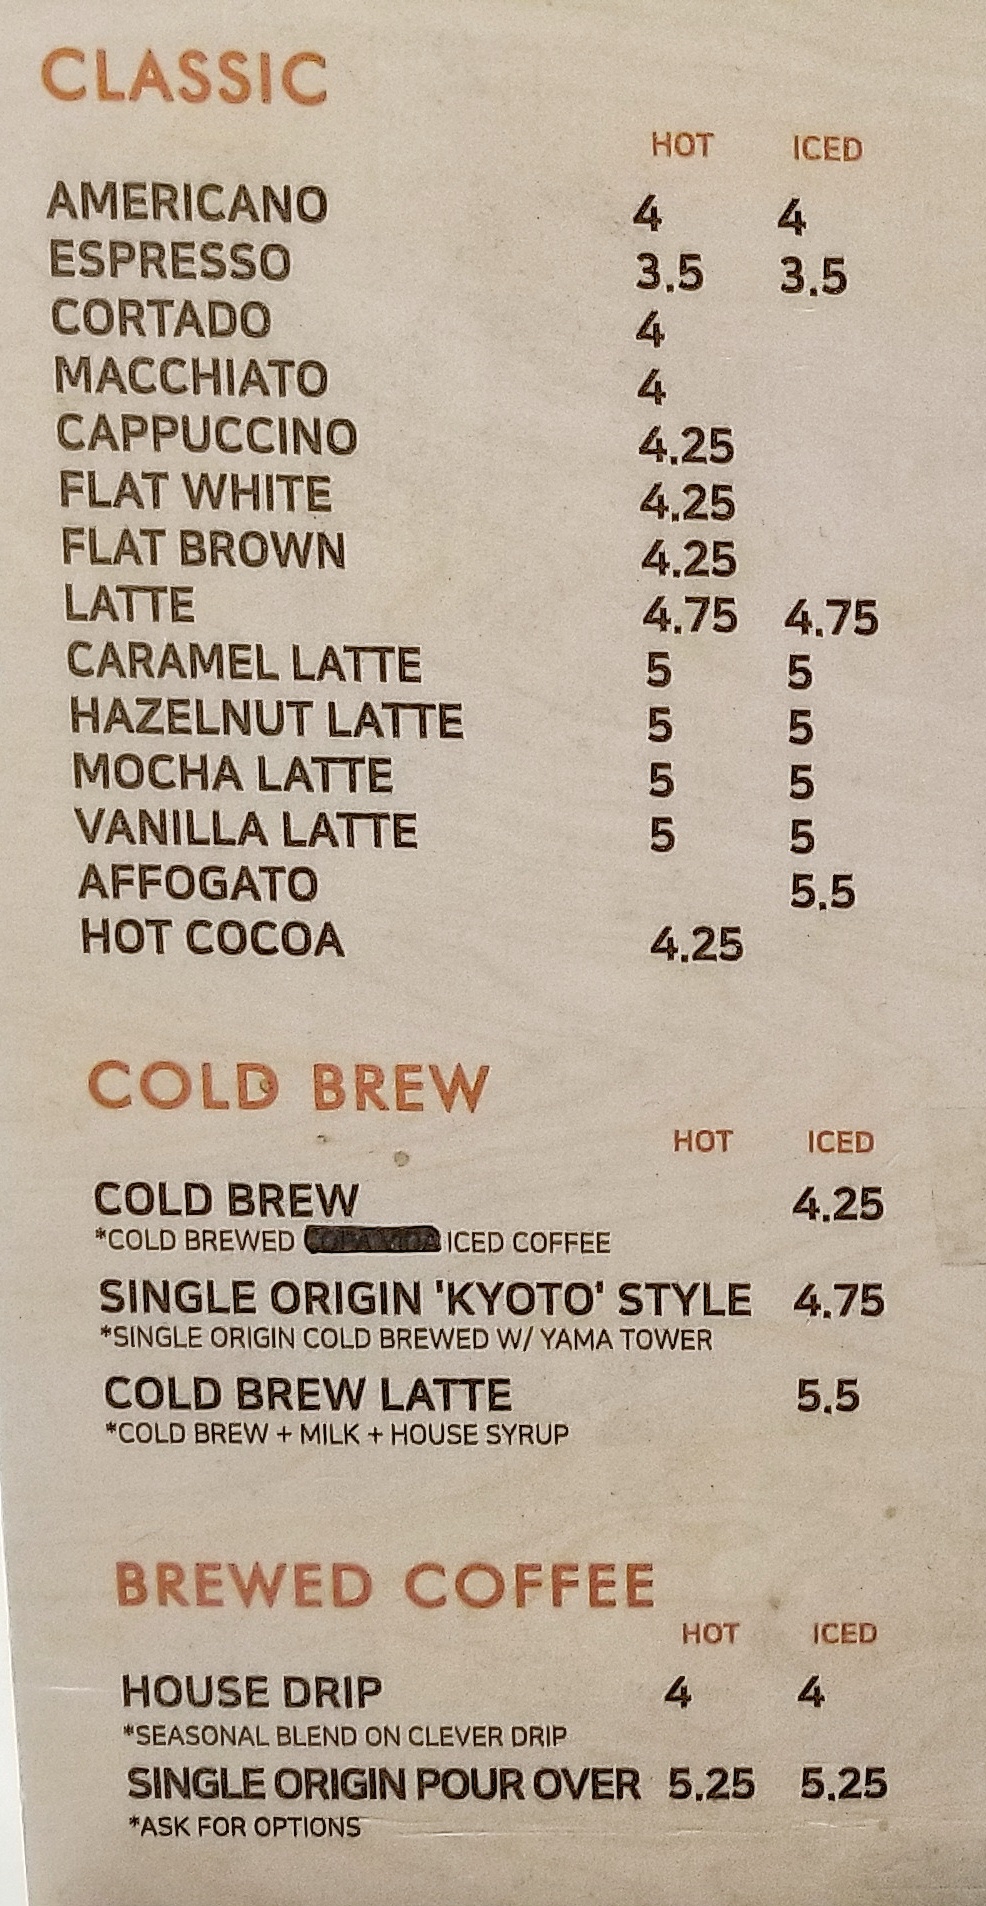 CLASSIC
HOT ICED
AMERICANO 4 4
ESPRESSO 3.5 3.5
CORTADO 4
MACCHIATO 4
CAPPUCCINO 4.25
FLAT WHITE 4.25
FLAT BROWN 4.25
LATTE 4.75 4.75
CARAMEL LATTE 5 5
HAZELNUT LATTE 5 5
MOCHA LATTE 5 5
VANILLA LATTE 5 5
AFFOGATO 5.5
HOT COCOA 4.25
COLD BREW
HOT ICED
COLD BREW 4.25
*COLD BREWED ICED COFFEE
SINGLE ORIGIN 'KYOTO' STYLE 4.75
*SINGLE ORIGIN COLD BREWED W/ YAMA TOWER
COLD BREW LATTE 5.5
*COLD BREW + MILK + HOUSE SYRUP
BREWED COFFEE
HOT ICED
HOUSE DRIP 4 4
*SEASONAL BLEND ON CLEVER DRIP
SINGLE ORIGIN POUR OVER 5.25 5.25
*ASK FOR OPTIONS